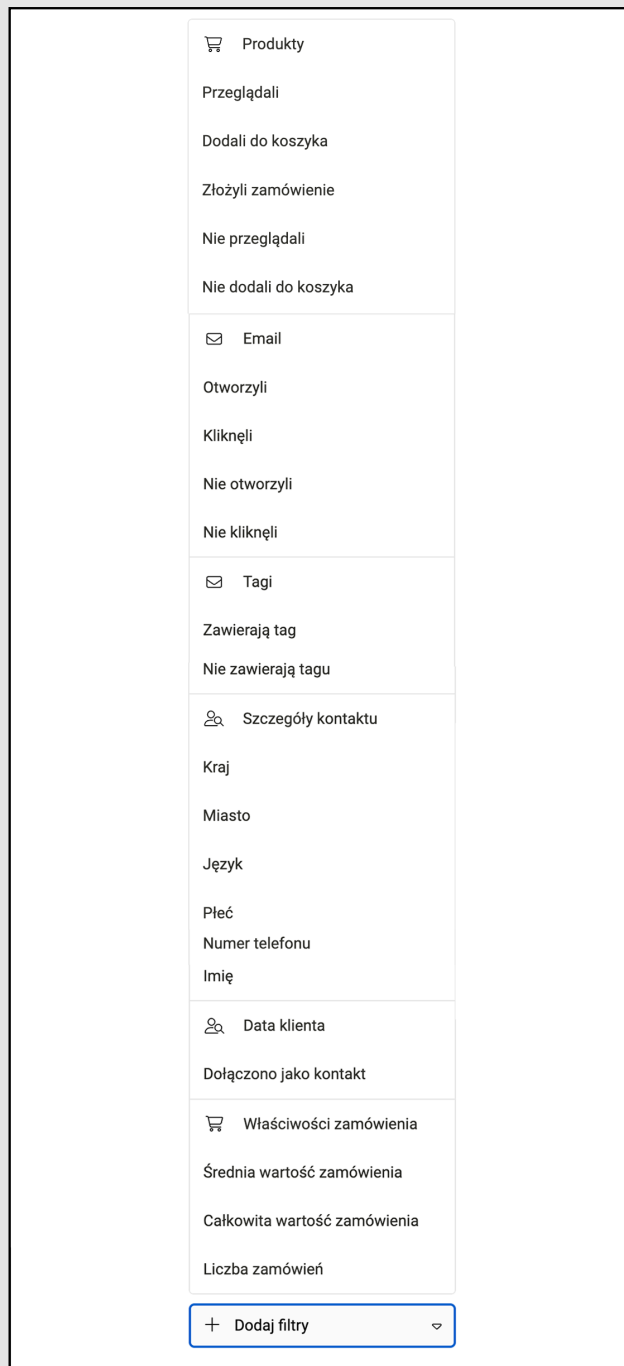 Produkty
Przeglądali
Dodali do koszyka
Złożyli zamówienie
Nie przeglądali
Nie dodali do koszyka
Email
Otworzyli
Kliknęli
Nie otworzyli
Nie kliknęli
Tagi
Zawierają tag
Nie zawierają tagu
Szczegóły kontaktu
Kraj
Miasto
Język
Płeć
Numer telefonu
Imię
Data klienta
Dołączono jako kontakt
Właściwości zamówienia
Średnia wartość zamówienia
Całkowita wartość zamówienia
Liczba zamówień
Dodaj filtry